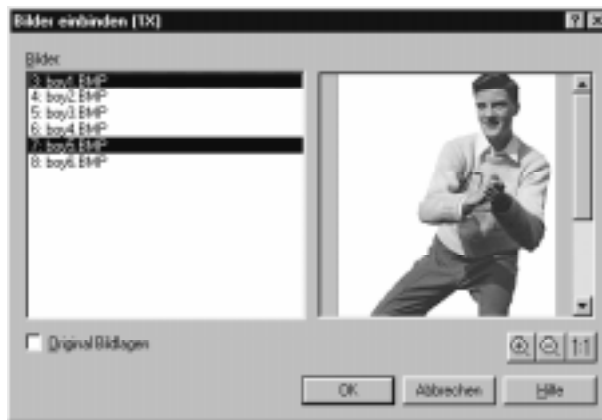 Bilder einbinden (1X)
Bilder:
3: boy1.BMP
4: boy2.BMP
5: boy3.BMP
6: boy4.BMP
7: boy5.BMP
8: boy6.BMP
Original Bildlagen
1:1
OK Abbrechen Hilfe